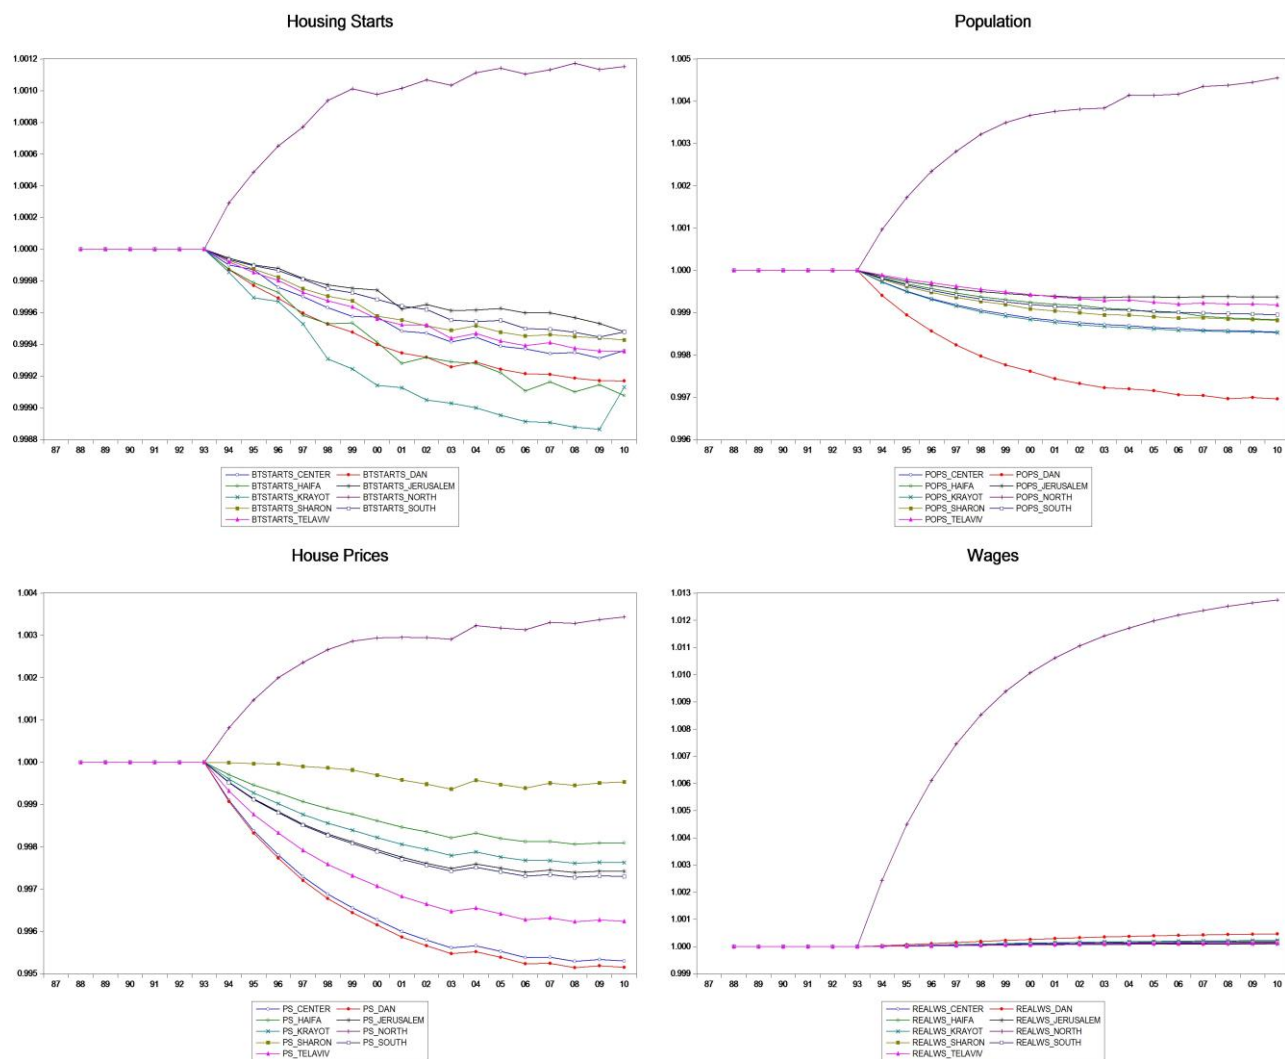 Housing Starts
1.0012
1.0010
1.0008
1.0006
1.0004
1.0002
1.0000
0.9998
0.9996
0.9994
0.9992
0.9990
0.9988
87 88 89 90 91 92 93 94 95 96 97 98 99 00 01 02 03 04 05 06 07 08 09 10
BTSTARTS_CENTER BTSTARTS_DAN
BTSTARTS_HAIFA BTSTARTS_JERUSALEM
BTSTARTS_KRAYOT BTSTARTS_NORTH
BTSTARTS_SHARON BTSTARTS_SOUTH
BTSTARTS_TELAVIV
Population
1.005
1.004
1.003
1.002
1.001
1.000
0.999
0.998
0.997
0.996
87 88 89 90 91 92 93 94 95 96 97 98 99 00 01 02 03 04 05 06 07 08 09 10
POPS_CENTER POPS_DAN
POPS_HAIFA POPS_JERUSALEM
POPS_KRAYOT POPS_NORTH
POPS_SHARON POPS_SOUTH
POPS_TELAVIV
House Prices
1.004
1.003
1.002
1.001
1.000
0.999
0.998
0.997
0.996
0.995
87 88 89 90 91 92 93 94 95 96 97 98 99 00 01 02 03 04 05 06 07 08 09 10
PS_CENTER PS_DAN
PS_HAIFA PS_JERUSALEM
PS_KRAYOT PS_NORTH
PS_SHARON PS_SOUTH
PS_TELAVIV
Wages
1.013
1.012
1.011
1.010
1.009
1.008
1.007
1.006
1.005
1.004
1.003
1.002
1.001
1.000
0.999
87 88 89 90 91 92 93 94 95 96 97 98 99 00 01 02 03 04 05 06 07 08 09 10
REALWS_CENTER REALWS_DAN
REALWS_HAIFA REALWS_JERUSALEM
REALWS_KRAYOT REALWS_NORTH
REALWS_SHARON REALWS_SOUTH
REALWS_TELAVIV